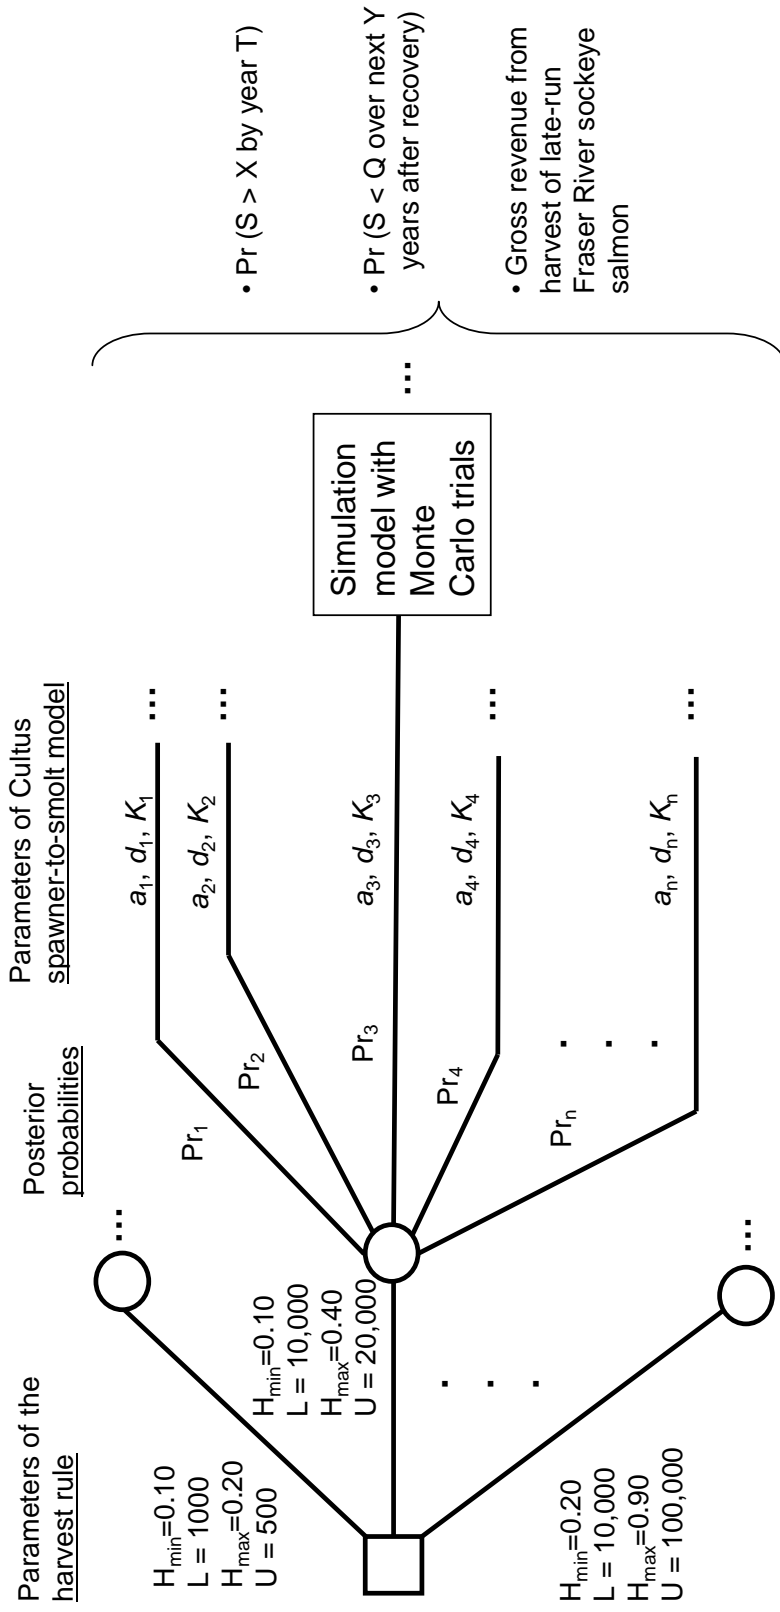 Parameters of the
harvest rule
Posterior
probabilities
Parameters of Cultus
spawner-to-smolt model
H_min=0.10
L = 1000
H_max=0.20
U = 500
H_min=0.10
L = 10,000
H_max=0.40
U = 20,000
H_min=0.20
L = 10,000
H_max=0.90
U = 100,000
...
. . .
...
Pr_1
Pr_2
Pr_3
Pr_4
. . .
Pr_n
a_1, d_1, K_1 ...
a_2, d_2, K_2 ...
a_3, d_3, K_3
a_4, d_4, K_4 ...
a_n, d_n, K_n ...
Simulation
model with
Monte
Carlo trials
...
• Pr (S > X by year T)
• Pr (S < Q over next Y
years after recovery)
• Gross revenue from
harvest of late-run
Fraser River sockeye
salmon